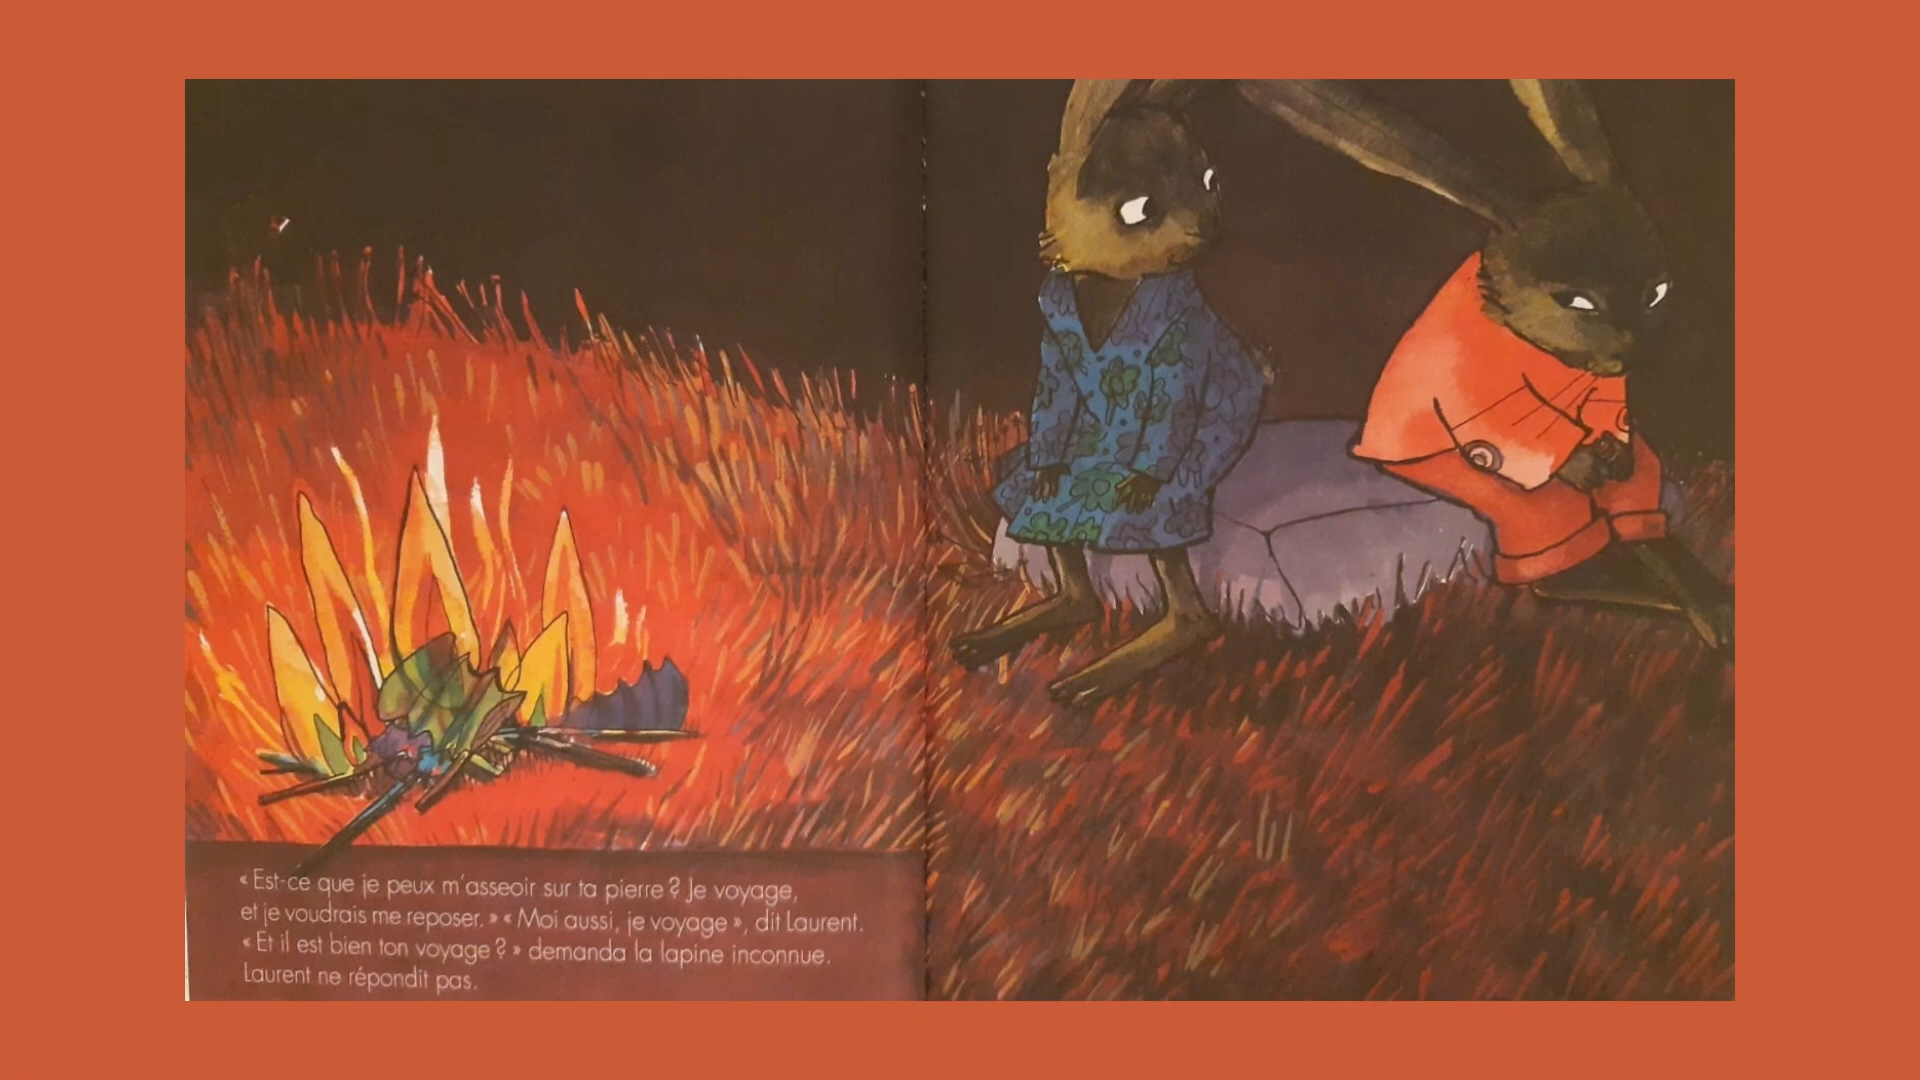 « Est-ce que je peux m'asseoir sur ta pierre ? Je voyage,
et je voudrais me reposer. » « Moi aussi, je voyage », dit Laurent.
« Et il est bien ton voyage ? » demanda la lapine inconnue.
Laurent ne répondit pas.